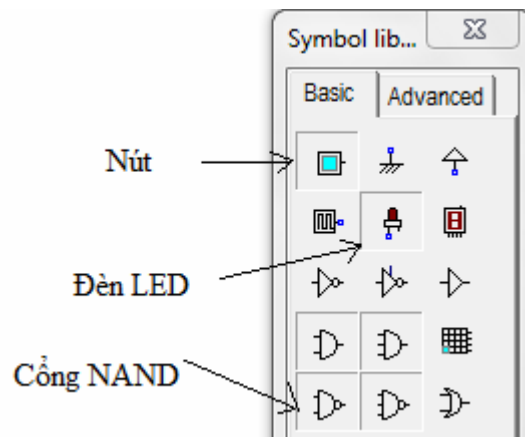 Symbol lib...
Basic Advanced
Nút
Đèn LED
Cổng NAND